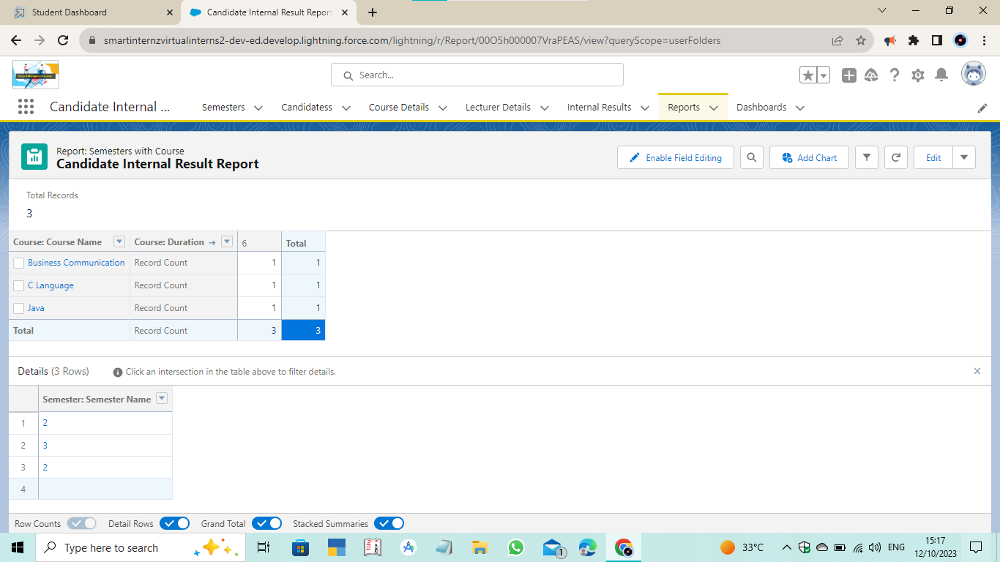 Student Dashboard
Candidate Internal Result Report
smartinternzvirtualinterns2-dev-ed.develop.lightning.force.com/lightning/r/Report/00O5h000007VraPEAS/view?queryScope=userFolders
Search...
Candidate Internal ...
Semesters
Candidatess
Course Details
Lecturer Details
Internal Results
Reports
Dashboards
Report: Semesters with Course
Candidate Internal Result Report
Enable Field Editing
Add Chart
Edit
Total Records
3
Course: Course Name Course: Duration → 6 Total
Business Communication Record Count 1 1
C Language Record Count 1 1
Java Record Count 1 1
Total Record Count 3 3
Details (3 Rows) Click an intersection in the table above to filter details.
Semester: Semester Name
1 2
2 3
3 2
4
Row Counts Detail Rows Grand Total Stacked Summaries
Type here to search
1
33°C
ENG
15:17
12/10/2023